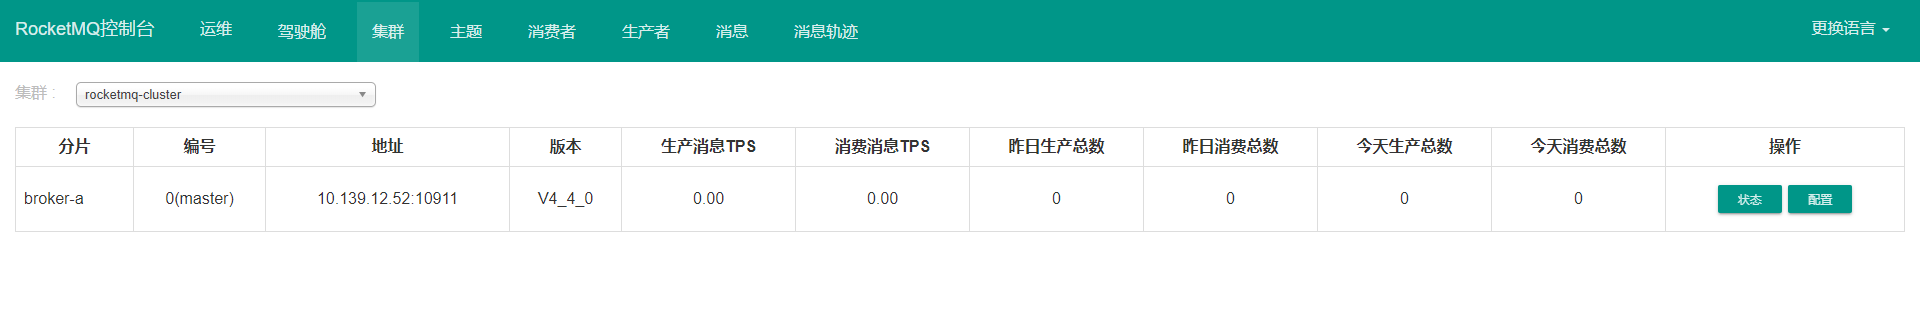 RocketMQ控制台 运维 驾驶舱 集群 主题 消费者 生产者 消息 消息轨迹 更换语言
集群 : rocketmq-cluster
分片 编号 地址 版本 生产消息TPS 消费消息TPS 昨日生产总数 昨日消费总数 今天生产总数 今天消费总数 操作
broker-a 0(master) 10.139.12.52:10911 V4_4_0 0.00 0.00 0 0 0 0 状态 配置